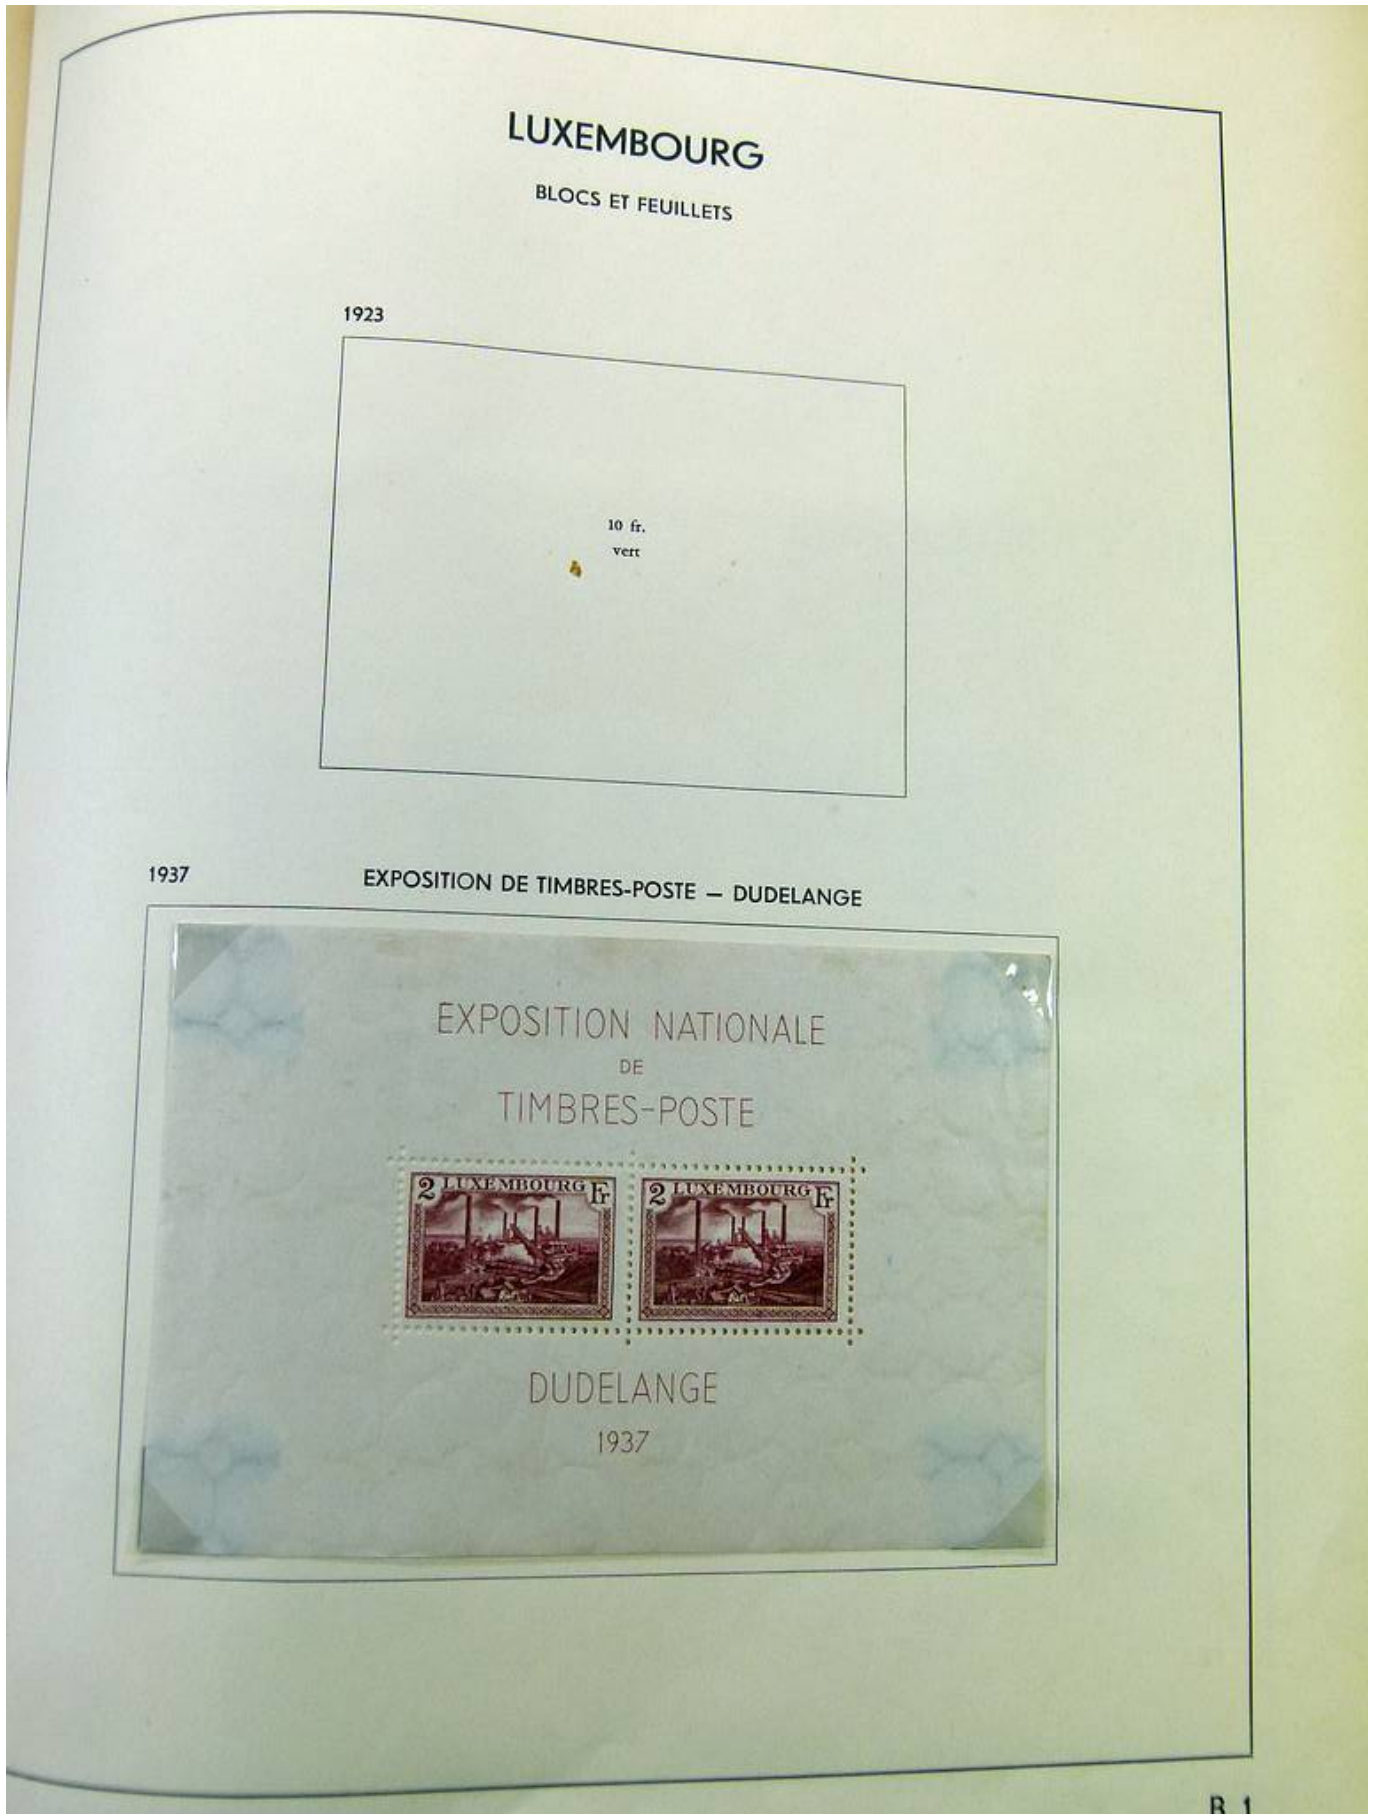 LUXEMBOURG
BLOCS ET FEUILLETS
1923
10 fr.
vert
1937
EXPOSITION DE TIMBRES-POSTE — DUDELANGE
EXPOSITION NATIONALE
DE
TIMBRES-POSTE
2 LUXEMBOURG Fr
2 LUXEMBOURG Fr
DUDELANGE
1937
B 1